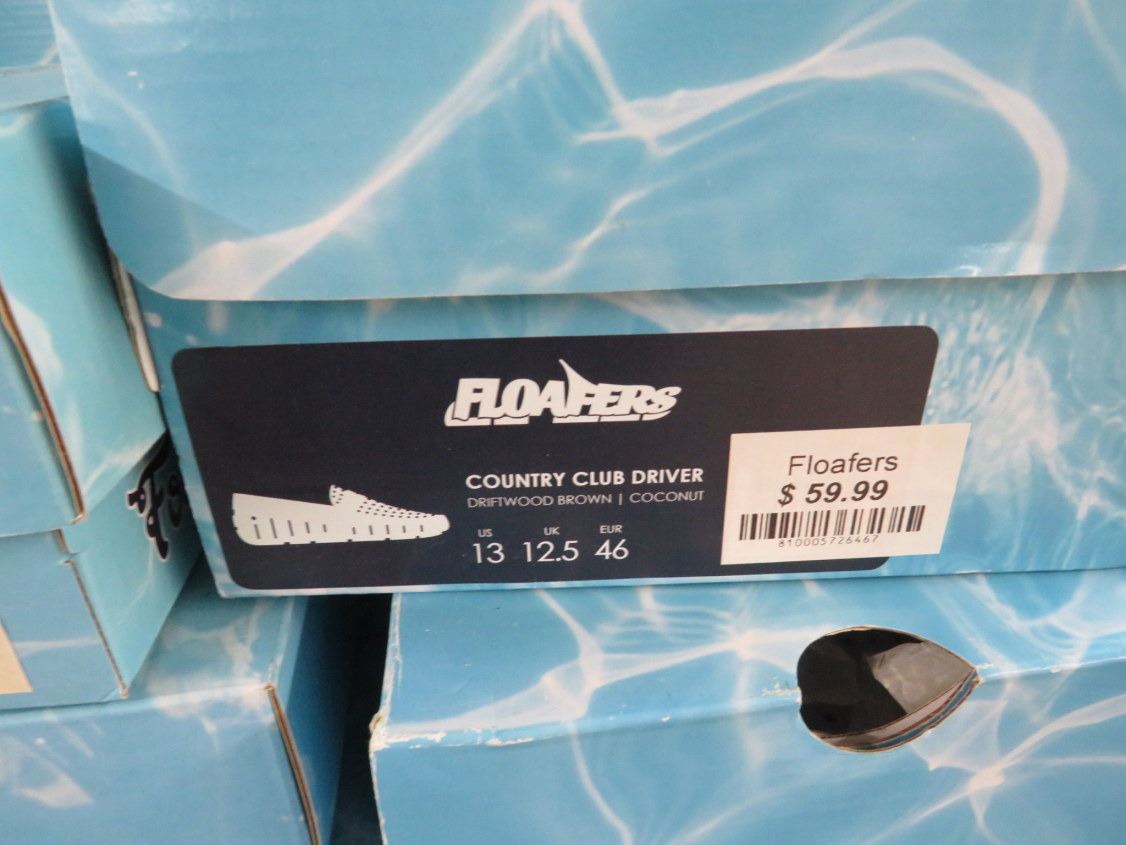 FLOAFERS
COUNTRY CLUB DRIVER
DRIFTWOOD BROWN | COCONUT
US UK EUR
13 12.5 46
Floafers
$ 59.99
810005726467